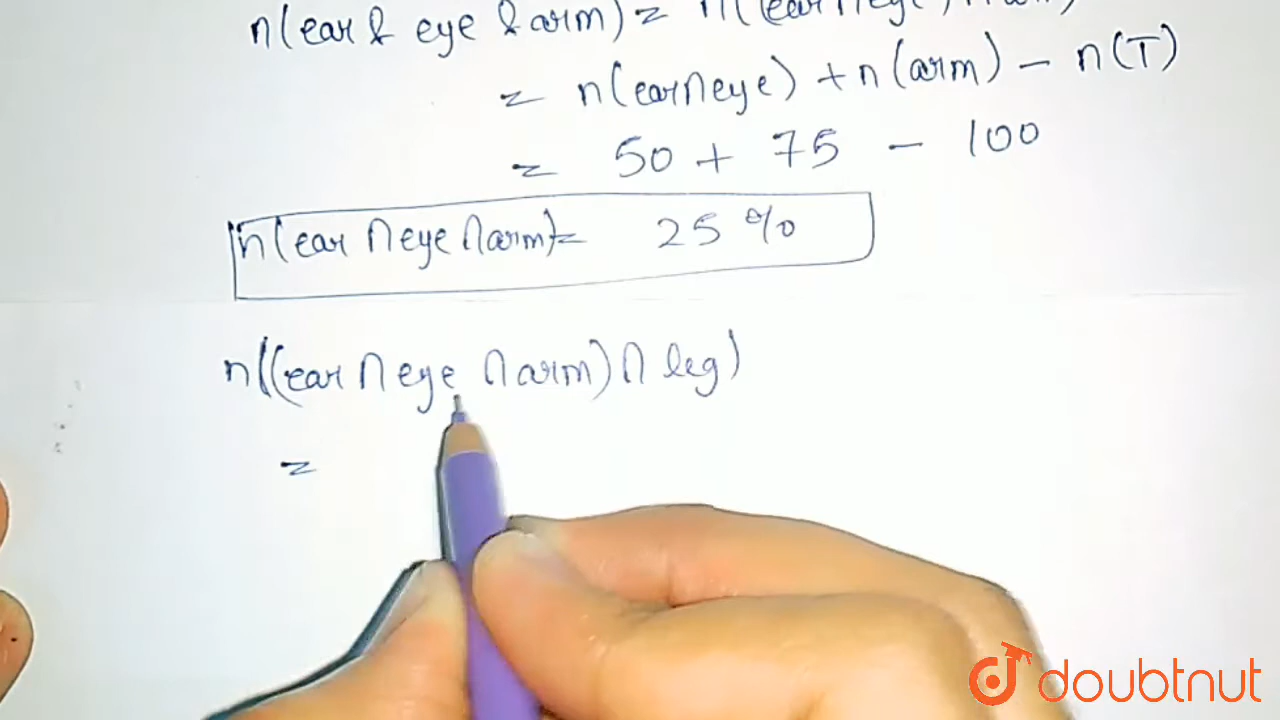 n(ear & eye & arm) =
= n(ear∩eye) + n(arm) - n(T)
= 50 + 75 - 100
n(ear ∩ eye ∩ arm) = 25 %
n((ear ∩ eye ∩ arm) ∩ leg)
=
doubtnut